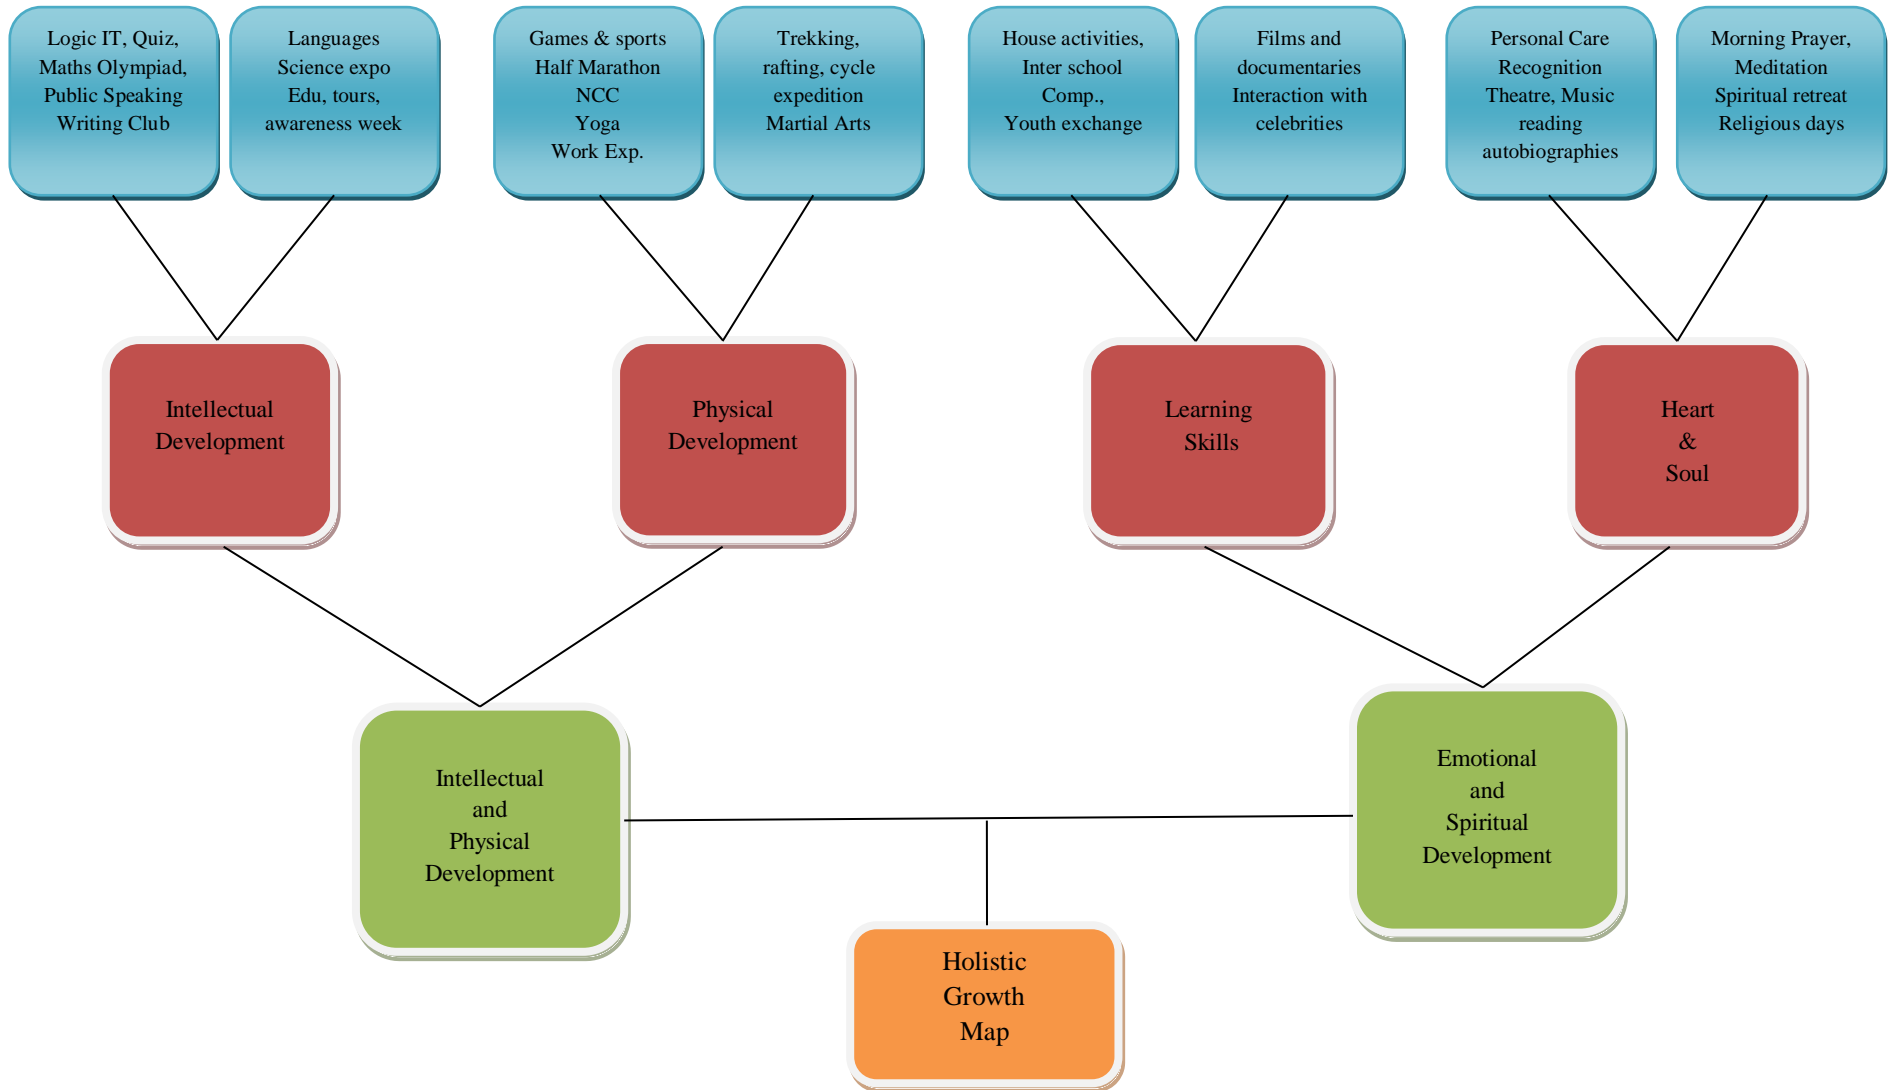 Logic IT, Quiz,
Maths Olympiad,
Public Speaking
Writing Club
Languages
Science expo
Edu, tours,
awareness week
Games & sports
Half Marathon
NCC
Yoga
Work Exp.
Trekking,
rafting, cycle
expedition
Martial Arts
House activities,
Inter school
Comp.,
Youth exchange
Films and
documentaries
Interaction with
celebrities
Personal Care
Recognition
Theatre, Music
reading
autobiographies
Morning Prayer,
Meditation
Spiritual retreat
Religious days
Intellectual
Development
Physical
Development
Learning
Skills
Heart
&
Soul
Intellectual
and
Physical
Development
Emotional
and
Spiritual
Development
Holistic
Growth
Map